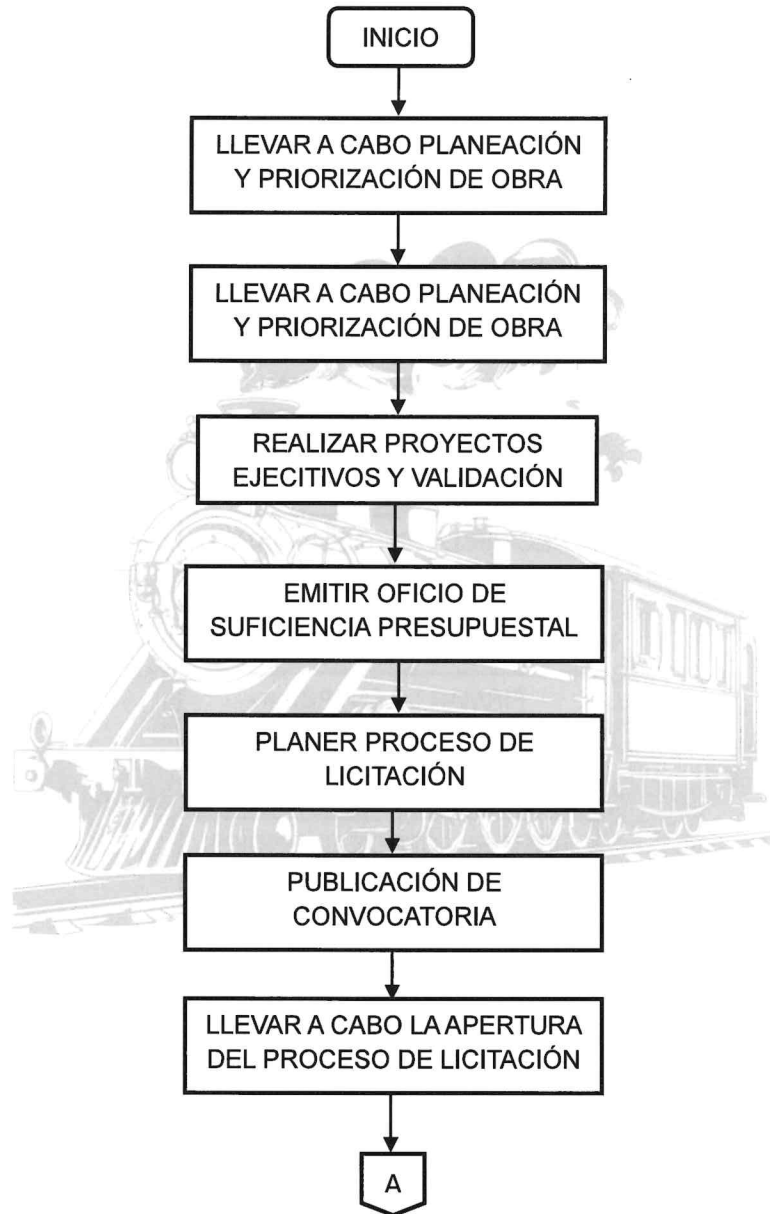 INICIO
LLEVAR A CABO PLANEACIÓN
Y PRIORIZACIÓN DE OBRA
LLEVAR A CABO PLANEACIÓN
Y PRIORIZACIÓN DE OBRA
REALIZAR PROYECTOS
EJECITIVOS Y VALIDACIÓN
EMITIR OFICIO DE
SUFICIENCIA PRESUPUESTAL
PLANER PROCESO DE
LICITACIÓN
PUBLICACIÓN DE
CONVOCATORIA
LLEVAR A CABO LA APERTURA
DEL PROCESO DE LICITACIÓN
A